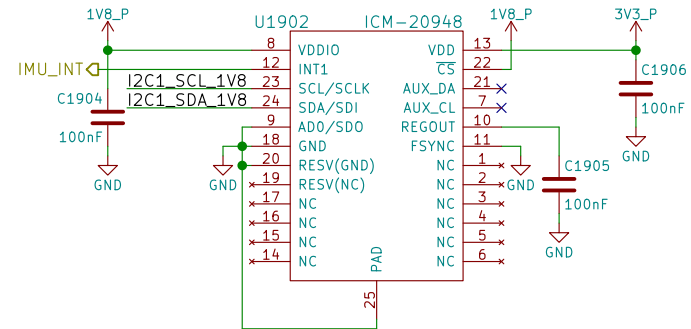 1V8_P 1V8_P 3V3_P
U1902 ICM-20948
8 VDDIO VDD 13
IMU_INT 12 INT1 CS 22
I2C1_SCL_1V8 23 SCL/SCLK AUX_DA 21 C1906
C1904 I2C1_SDA_1V8 24 SDA/SDI AUX_CL 7 100nF
100nF 9 AD0/SDO REGOUT 10
18 GND FSYNC 11 GND
GND GND 20 RESV(GND) NC 1 C1905
19 RESV(NC) NC 2 GND
17 NC NC 3 100nF
16 NC NC 4
15 NC NC 5
14 NC NC 6 GND
PAD
25